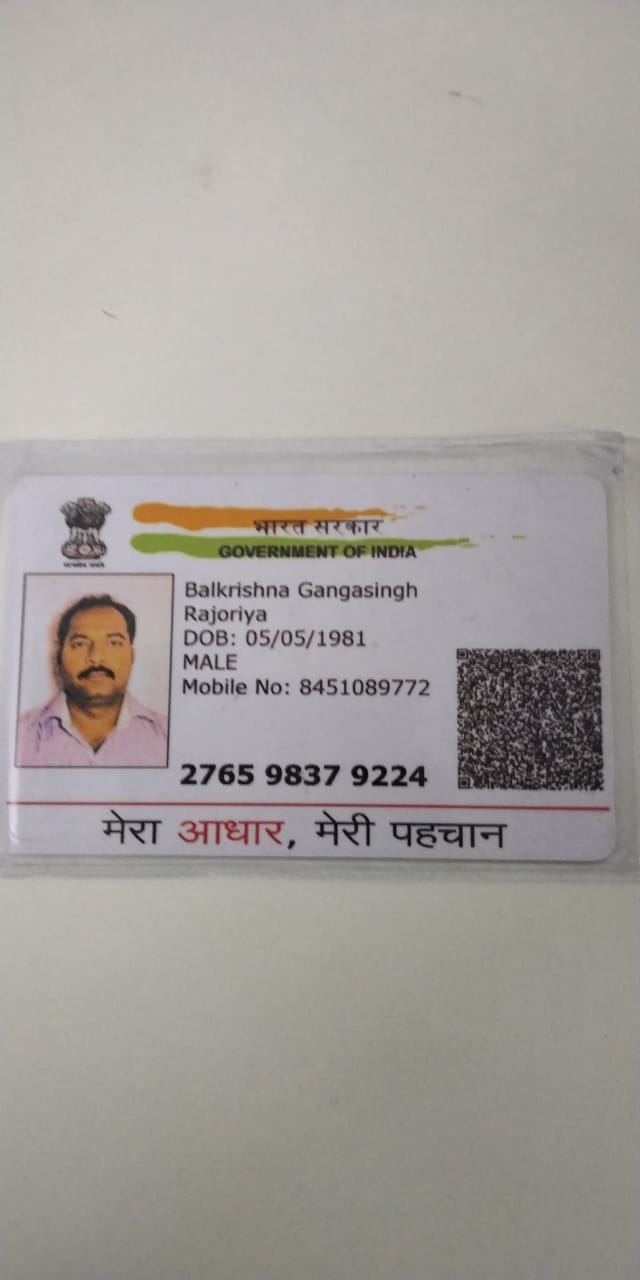 भारत सरकार
GOVERNMENT OF INDIA
Balkrishna Gangasingh
Rajoriya
DOB: 05/05/1981
MALE
Mobile No: 8451089772
2765 9837 9224
मेरा आधार, मेरी पहचान